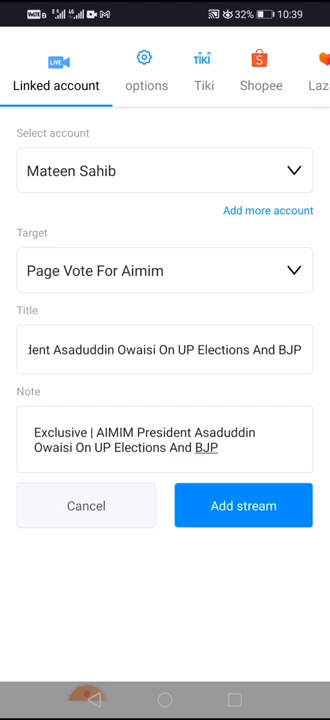 32% 10:39
LIVE
TIKI
Linked account
options
Tiki
Shopee
Laz
Select account
Mateen Sahib
Add more account
Target
Page Vote For Aimim
Title
dent Asaduddin Owaisi On UP Elections And BJP
Note
Exclusive | AIMIM President Asaduddin
Owaisi On UP Elections And BJP
Cancel
Add stream